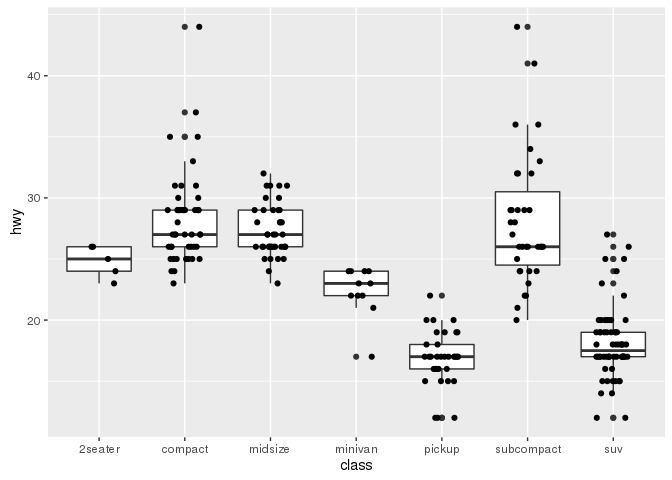 hwy
40
30
20
2seater compact midsize minivan pickup subcompact suv
class